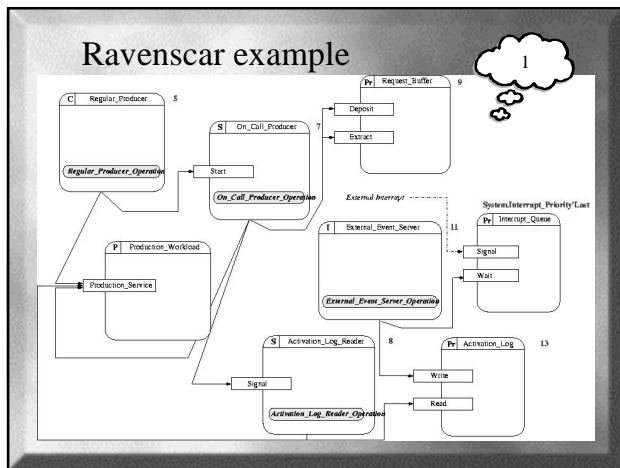 Ravenscar example
1
C Regular_Producer 5
Regular_Producer_Operation
S On_Call_Producer 7
Start
On_Call_Producer_Operation
Pr Request_Buffer 9
Deposit
Extract
External Interrupt
System.Interrupt_Priority'Last
P Production_Workload
Production_Service
I External_Event_Server 11
External_Event_Server_Operation
Pr Interrupt_Queue
Signal
Wait
S Activation_Log_Reader 8
Signal
Activation_Log_Reader_Operation
Pr Activation_Log 13
Write
Read